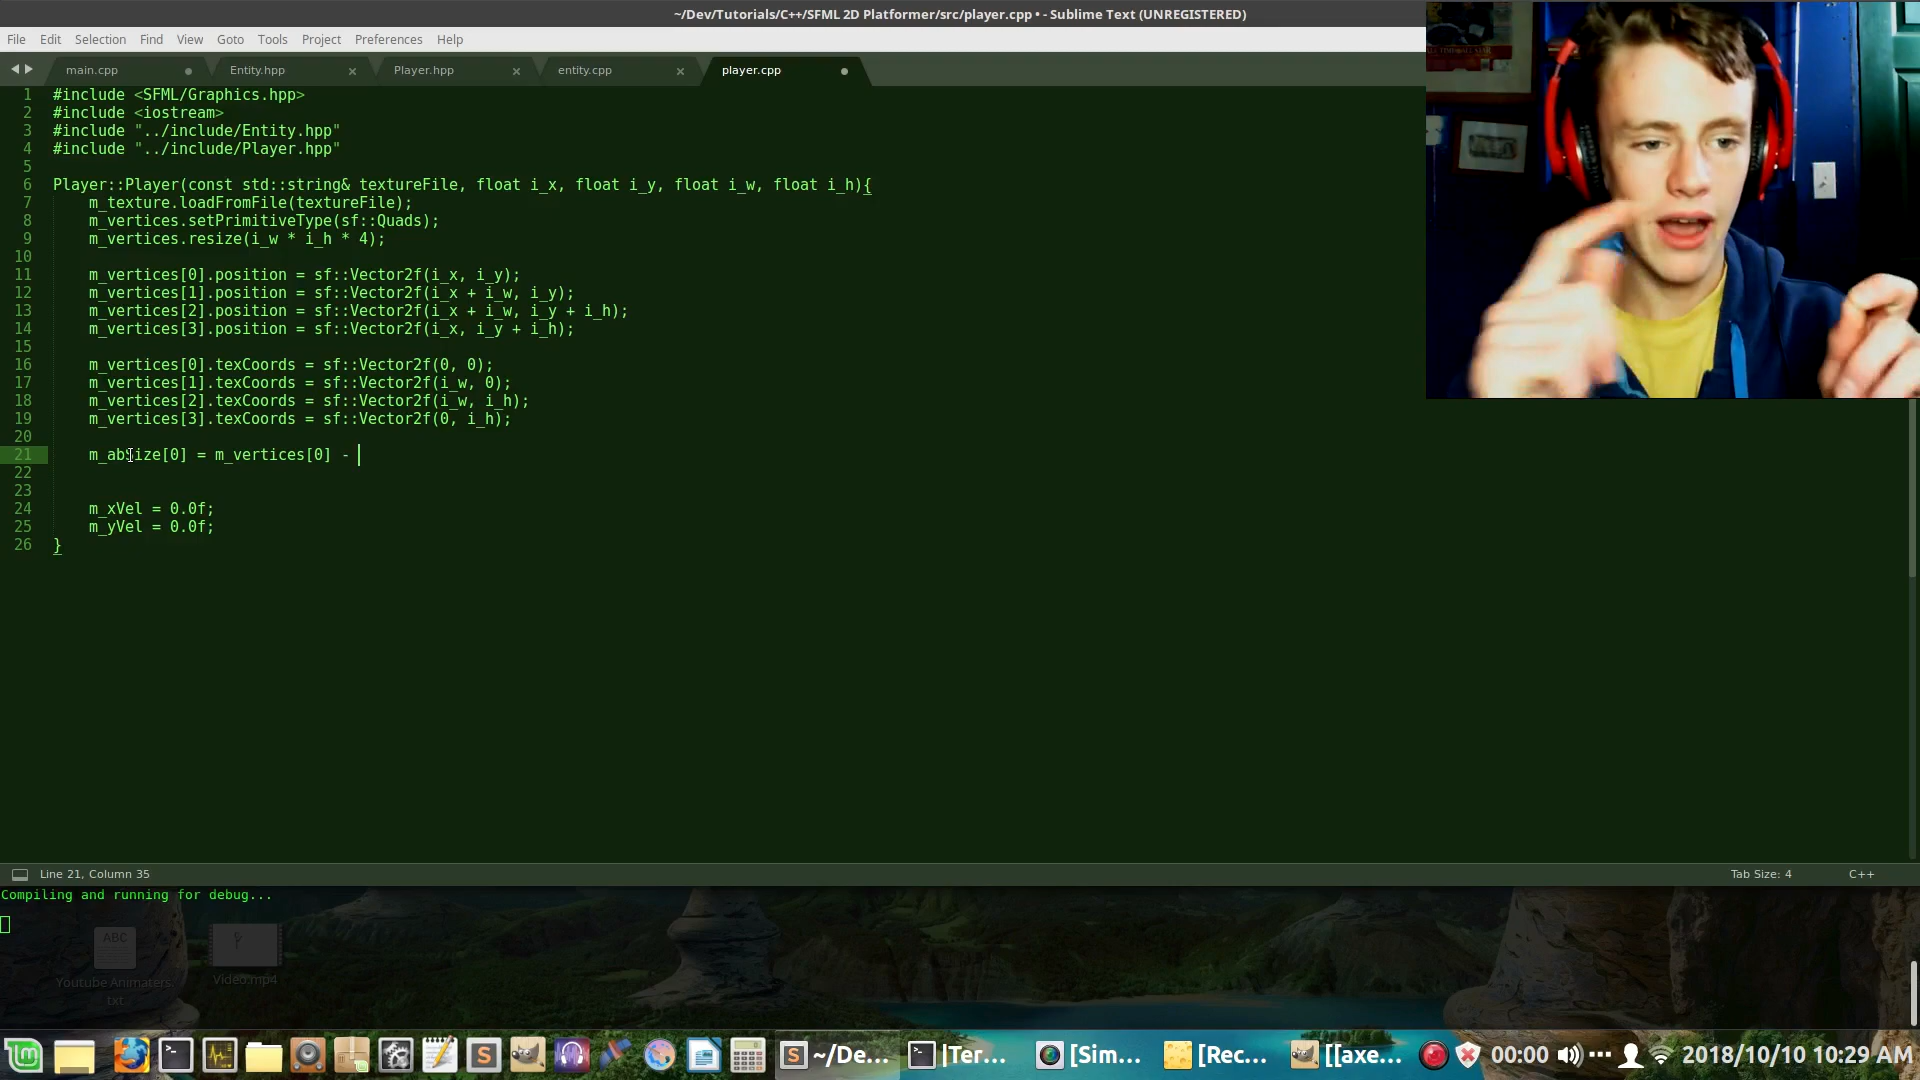 ~/Dev/Tutorials/C++/SFML 2D Platformer/src/player.cpp • - Sublime Text (UNREGISTERED)
File Edit Selection Find View Goto Tools Project Preferences Help
main.cpp Entity.hpp Player.hpp entity.cpp player.cpp
1 #include <SFML/Graphics.hpp>
2 #include <iostream>
3 #include "../include/Entity.hpp"
4 #include "../include/Player.hpp"
5
6 Player::Player(const std::string& textureFile, float i_x, float i_y, float i_w, float i_h){
7 m_texture.loadFromFile(textureFile);
8 m_vertices.setPrimitiveType(sf::Quads);
9 m_vertices.resize(i_w * i_h * 4);
10
11 m_vertices[0].position = sf::Vector2f(i_x, i_y);
12 m_vertices[1].position = sf::Vector2f(i_x + i_w, i_y);
13 m_vertices[2].position = sf::Vector2f(i_x + i_w, i_y + i_h);
14 m_vertices[3].position = sf::Vector2f(i_x, i_y + i_h);
15
16 m_vertices[0].texCoords = sf::Vector2f(0, 0);
17 m_vertices[1].texCoords = sf::Vector2f(i_w, 0);
18 m_vertices[2].texCoords = sf::Vector2f(i_w, i_h);
19 m_vertices[3].texCoords = sf::Vector2f(0, i_h);
20
21 m_abSize[0] = m_vertices[0] -
22
23
24 m_xVel = 0.0f;
25 m_yVel = 0.0f;
26 }
Line 21, Column 35 Tab Size: 4 C++
Compiling and running for debug...
ABC
Youtube Animaters.txt Video.mp4
~/De... [Ter... [Sim... [Rec... [[axe... 00:00 2018/10/10 10:29 AM